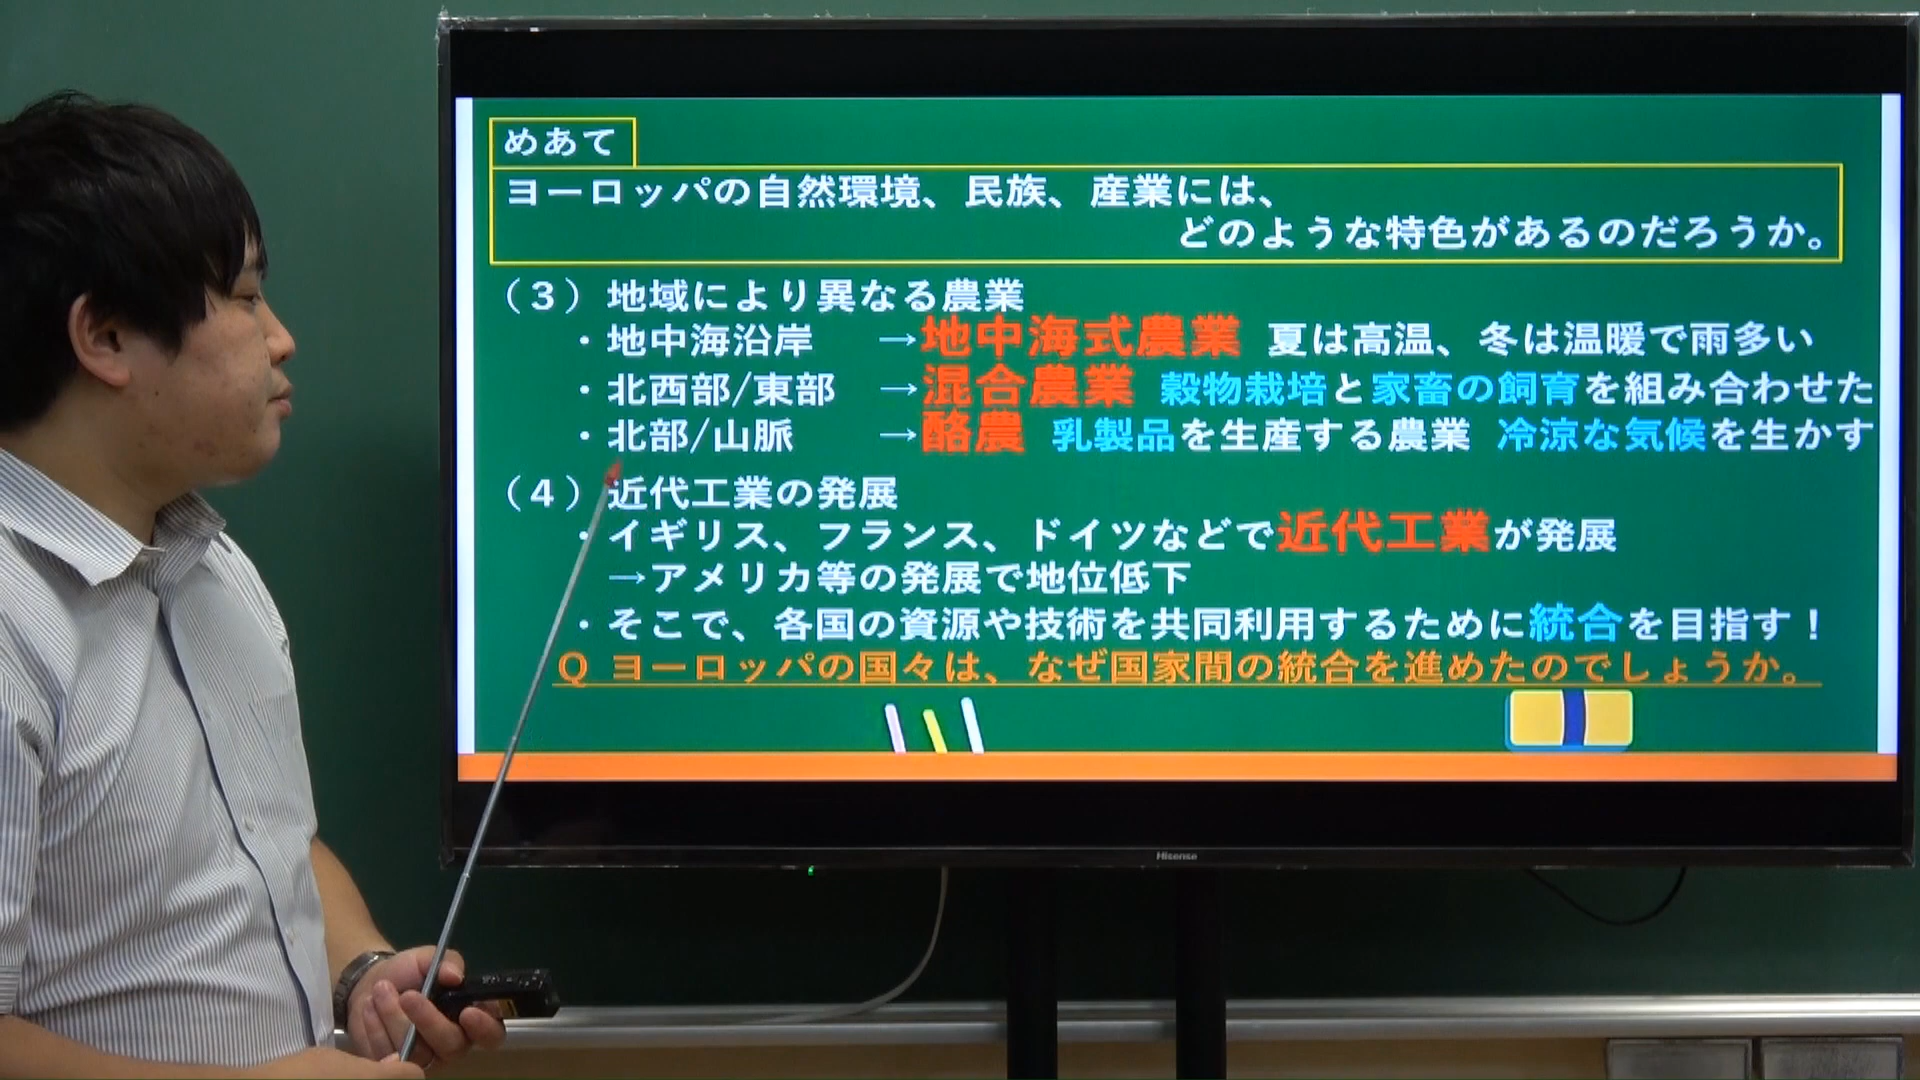 めあて
ヨーロッパの自然環境、民族、産業には、
どのような特色があるのだろうか。
（３）地域により異なる農業
・地中海沿岸　→地中海式農業　夏は高温、冬は温暖で雨多い
・北西部/東部　→混合農業　穀物栽培と家畜の飼育を組み合わせた
・北部/山脈　→酪農　乳製品を生産する農業　冷涼な気候を生かす
（４）近代工業の発展
・イギリス、フランス、ドイツなどで近代工業が発展
→アメリカ等の発展で地位低下
・そこで、各国の資源や技術を共同利用するために統合を目指す！
Q ヨーロッパの国々は、なぜ国家間の統合を進めたのでしょうか。
Hisense